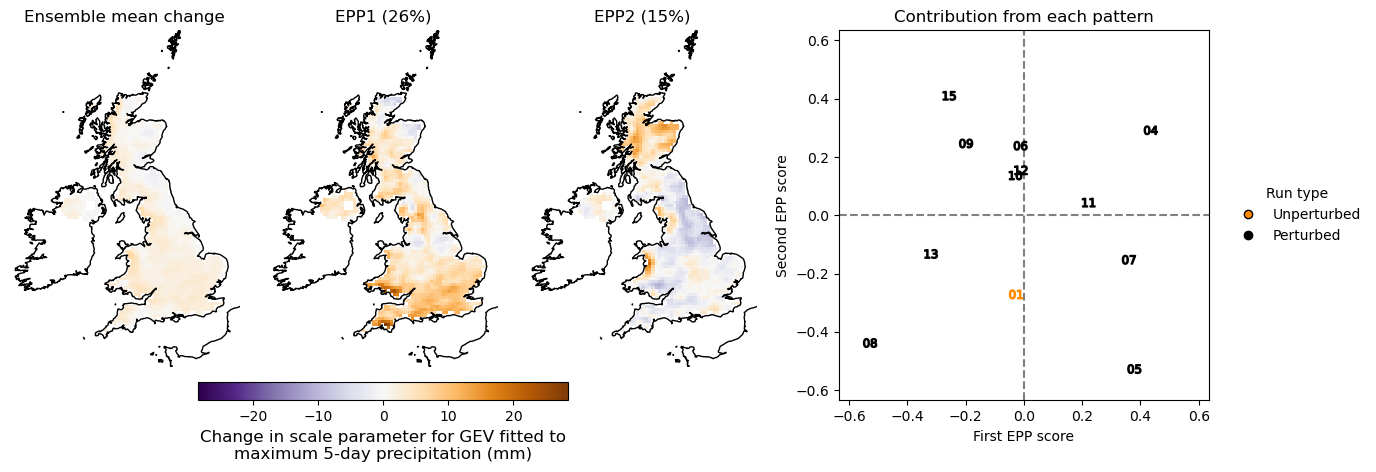 Ensemble mean change
EPP1 (26%)
EPP2 (15%)
Contribution from each pattern
0.6
0.4
0.2
0.0
−0.2
−0.4
−0.6
Second EPP score
15
04
09
06
12
10
11
13
07
01
08
05
−0.6
−0.4
−0.2
0.0
0.2
0.4
0.6
First EPP score
Run type
Unperturbed
Perturbed
−20
−10
0
10
20
Change in scale parameter for GEV fitted to
maximum 5-day precipitation (mm)